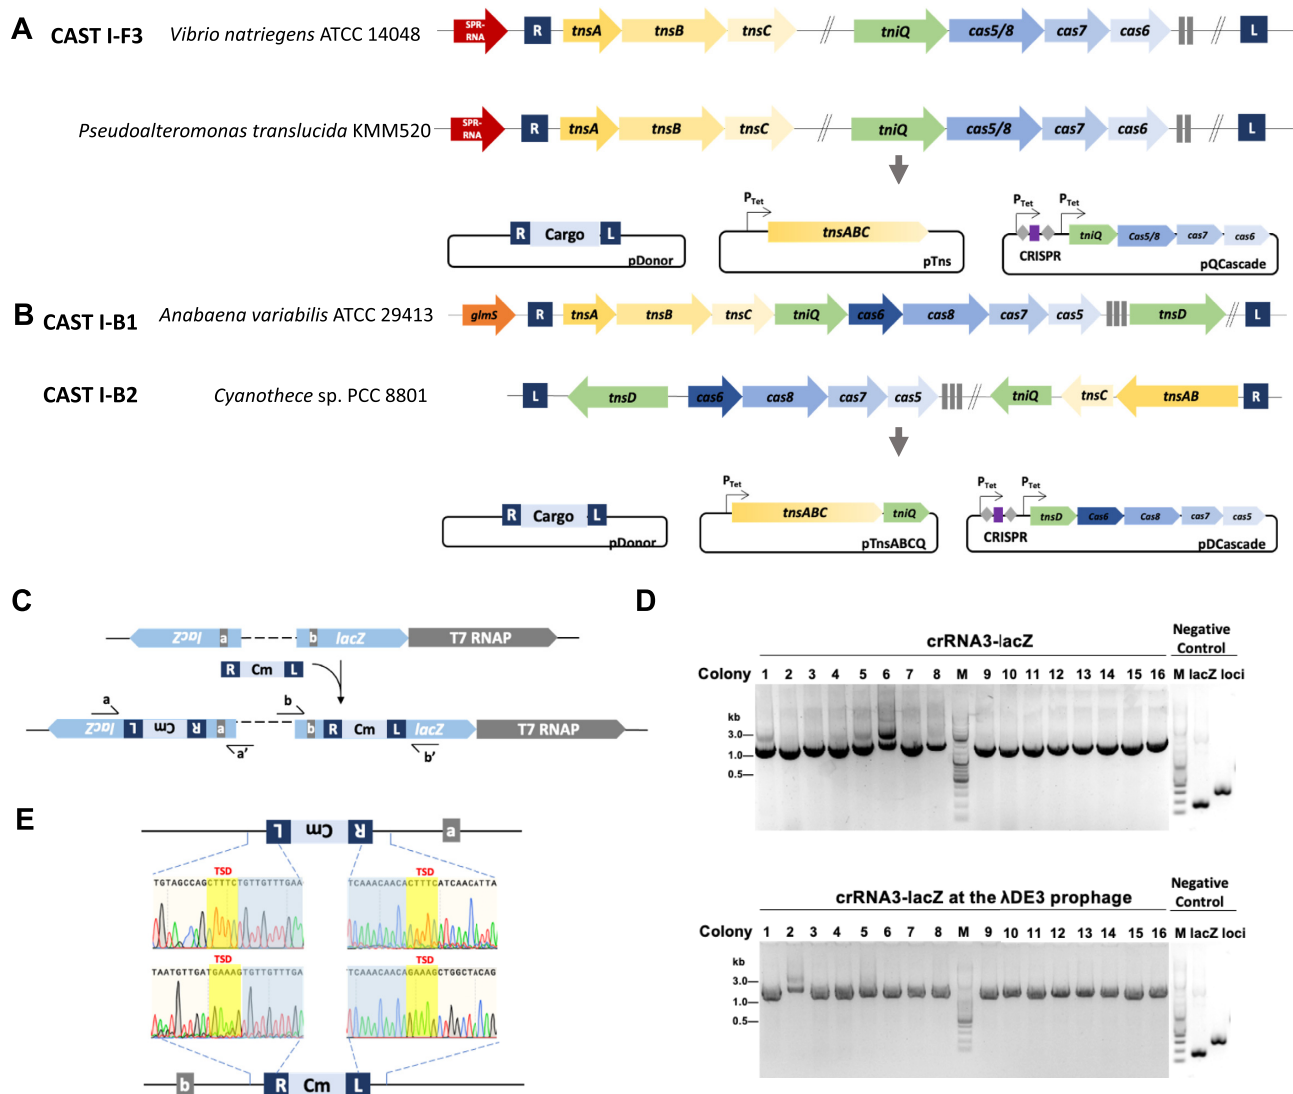 A
CAST I-F3 Vibrio natriegens ATCC 14048 SPR-RNA R tnsA tnsB tnsC // tniQ cas5/8 cas7 cas6 // L
Pseudoalteromonas translucida KMM520 SPR-RNA R tnsA tnsB tnsC // tniQ cas5/8 cas7 cas6 // L
R Cargo L pDonor
PTet tnsABC pTns
PTet PTet CRISPR tniQ Cas5/8 cas7 cas6 pQCascade
B
CAST I-B1 Anabaena variabilis ATCC 29413 glmS R tnsA tnsB tnsC tniQ cas6 cas8 cas7 cas5 tnsD // L
CAST I-B2 Cyanothece sp. PCC 8801 L tnsD cas6 cas8 cas7 cas5 // tniQ tnsC tnsAB R
R Cargo L pDonor
PTet tnsABC tniQ pTnsABCQ
PTet PTet CRISPR tnsD Cas6 Cas8 cas7 cas5 pDCascade
C
lacZ a b lacZ T7 RNAP
R Cm L
a b
lacZ L Cm R a b R Cm L lacZ T7 RNAP
a' b'
D
crRNA3-lacZ
Negative Control
Colony 1 2 3 4 5 6 7 8 M 9 10 11 12 13 14 15 16 M lacZ loci
kb
3.0
1.0
0.5
crRNA3-lacZ at the λDE3 prophage
Negative Control
Colony 1 2 3 4 5 6 7 8 M 9 10 11 12 13 14 15 16 M lacZ loci
kb
3.0
1.0
0.5
E
L Cm R a
TSD TSD
TGTAGCCAGCTTTCTGTTGTTTGAA TCAAACAACACTTTCATCAACATTA
TSD TSD
TAATGTTGATGAAAGTGTTGTTTGA TCAAACAACAGAAAGCTGGCTACAG
b R Cm L